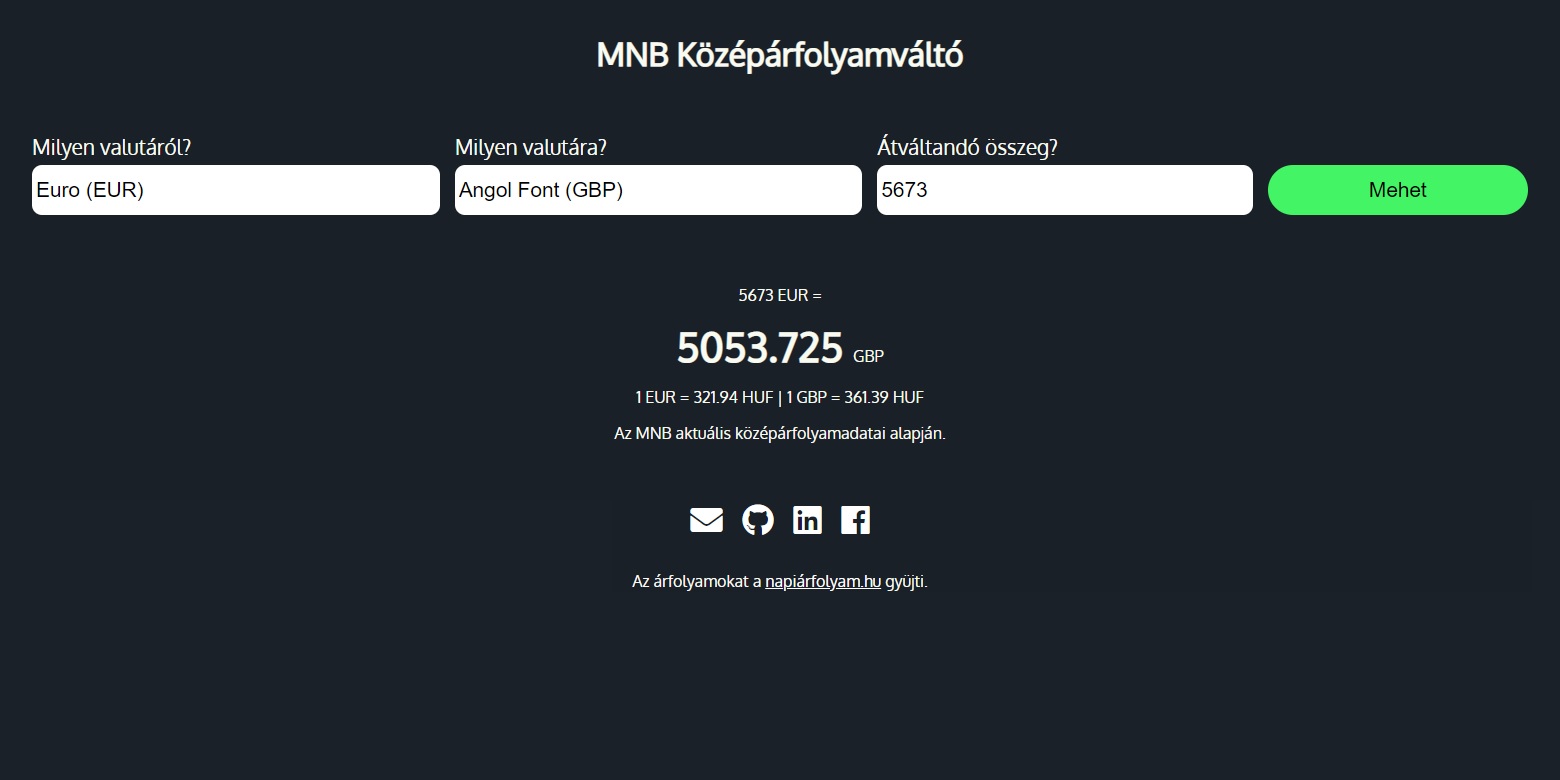 MNB Középárfolyamváltó
Milyen valutáról? Milyen valutára? Átváltandó összeg?
Euro (EUR) Angol Font (GBP) 5673 Mehet
5673 EUR =
5053.725 GBP
1 EUR = 321.94 HUF | 1 GBP = 361.39 HUF
Az MNB aktuális középárfolyamadatai alapján.
Az árfolyamokat a napiárfolyam.hu gyüjti.